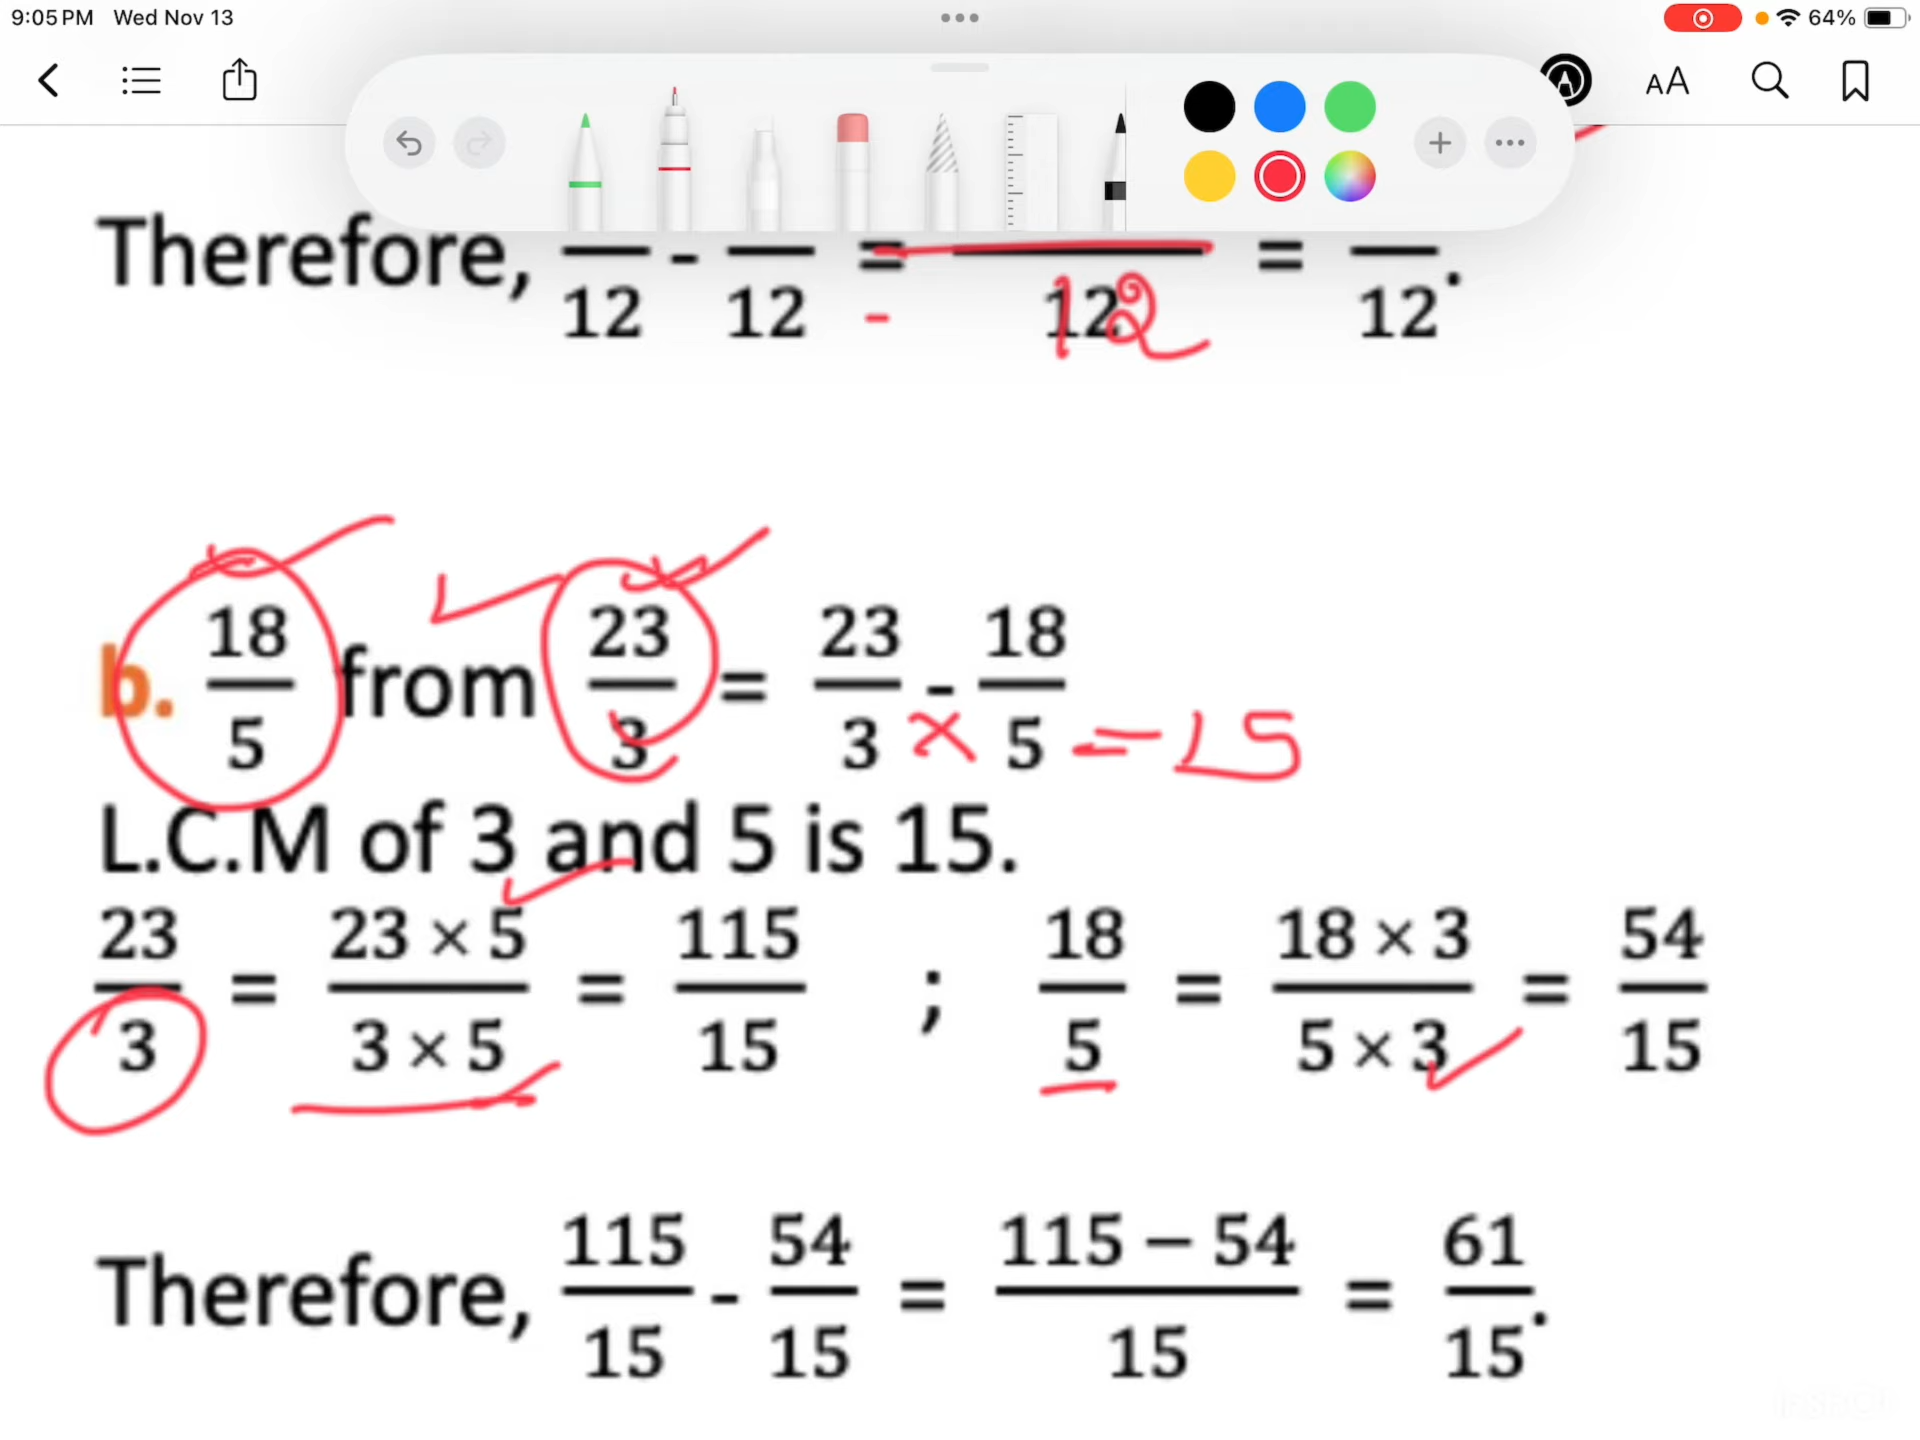 9:05 PM Wed Nov 13 64%
AA
Therefore, /12 - /12 = /12 = /12.
- 12
b. 18/5 from 23/3 = 23/3 - 18/5
× = 15
L.C.M of 3 and 5 is 15.
23/3 = 23 × 5/3 × 5 = 115/15 ; 18/5 = 18 × 3/5 × 3 = 54/15
Therefore, 115/15 - 54/15 = 115 – 54/15 = 61/15.